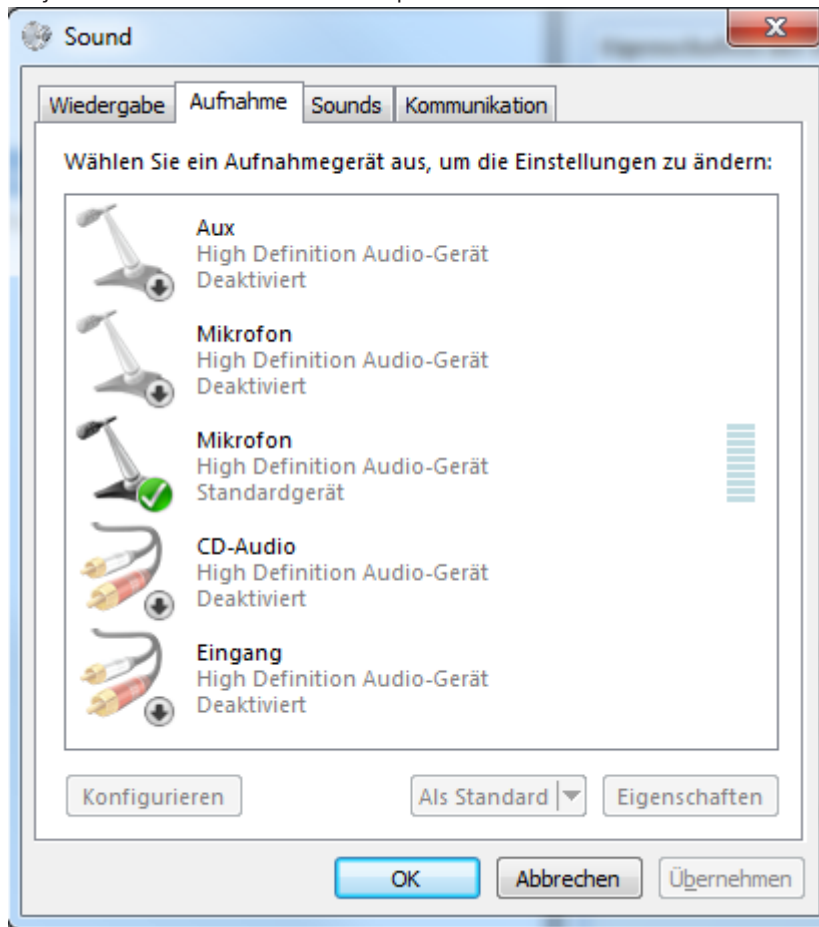 Sound
Wiedergabe
Aufnahme
Sounds
Kommunikation
Wählen Sie ein Aufnahmegerät aus, um die Einstellungen zu ändern:
Aux
High Definition Audio-Gerät
Deaktiviert
Mikrofon
High Definition Audio-Gerät
Deaktiviert
Mikrofon
High Definition Audio-Gerät
Standardgerät
CD-Audio
High Definition Audio-Gerät
Deaktiviert
Eingang
High Definition Audio-Gerät
Deaktiviert
Konfigurieren
Als Standard
Eigenschaften
OK
Abbrechen
Übernehmen